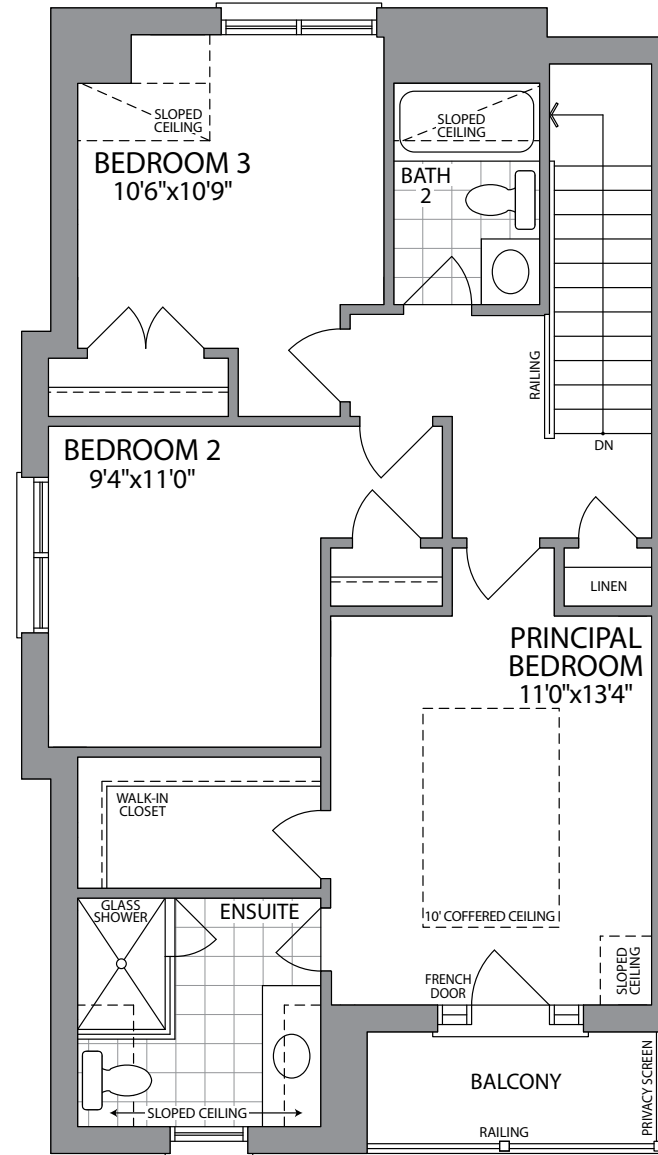 SLOPED
CEILING
BEDROOM 3
10'6"x10'9"
SLOPED
CEILING
BATH
2
RAILING
DN
BEDROOM 2
9'4"x11'0"
LINEN
PRINCIPAL
BEDROOM
11'0"x13'4"
WALK-IN
CLOSET
10' COFFERED CEILING
GLASS
SHOWER
ENSUITE
SLOPED
CEILING
FRENCH
DOOR
SLOPED CEILING
BALCONY
RAILING
PRIVACY SCREEN